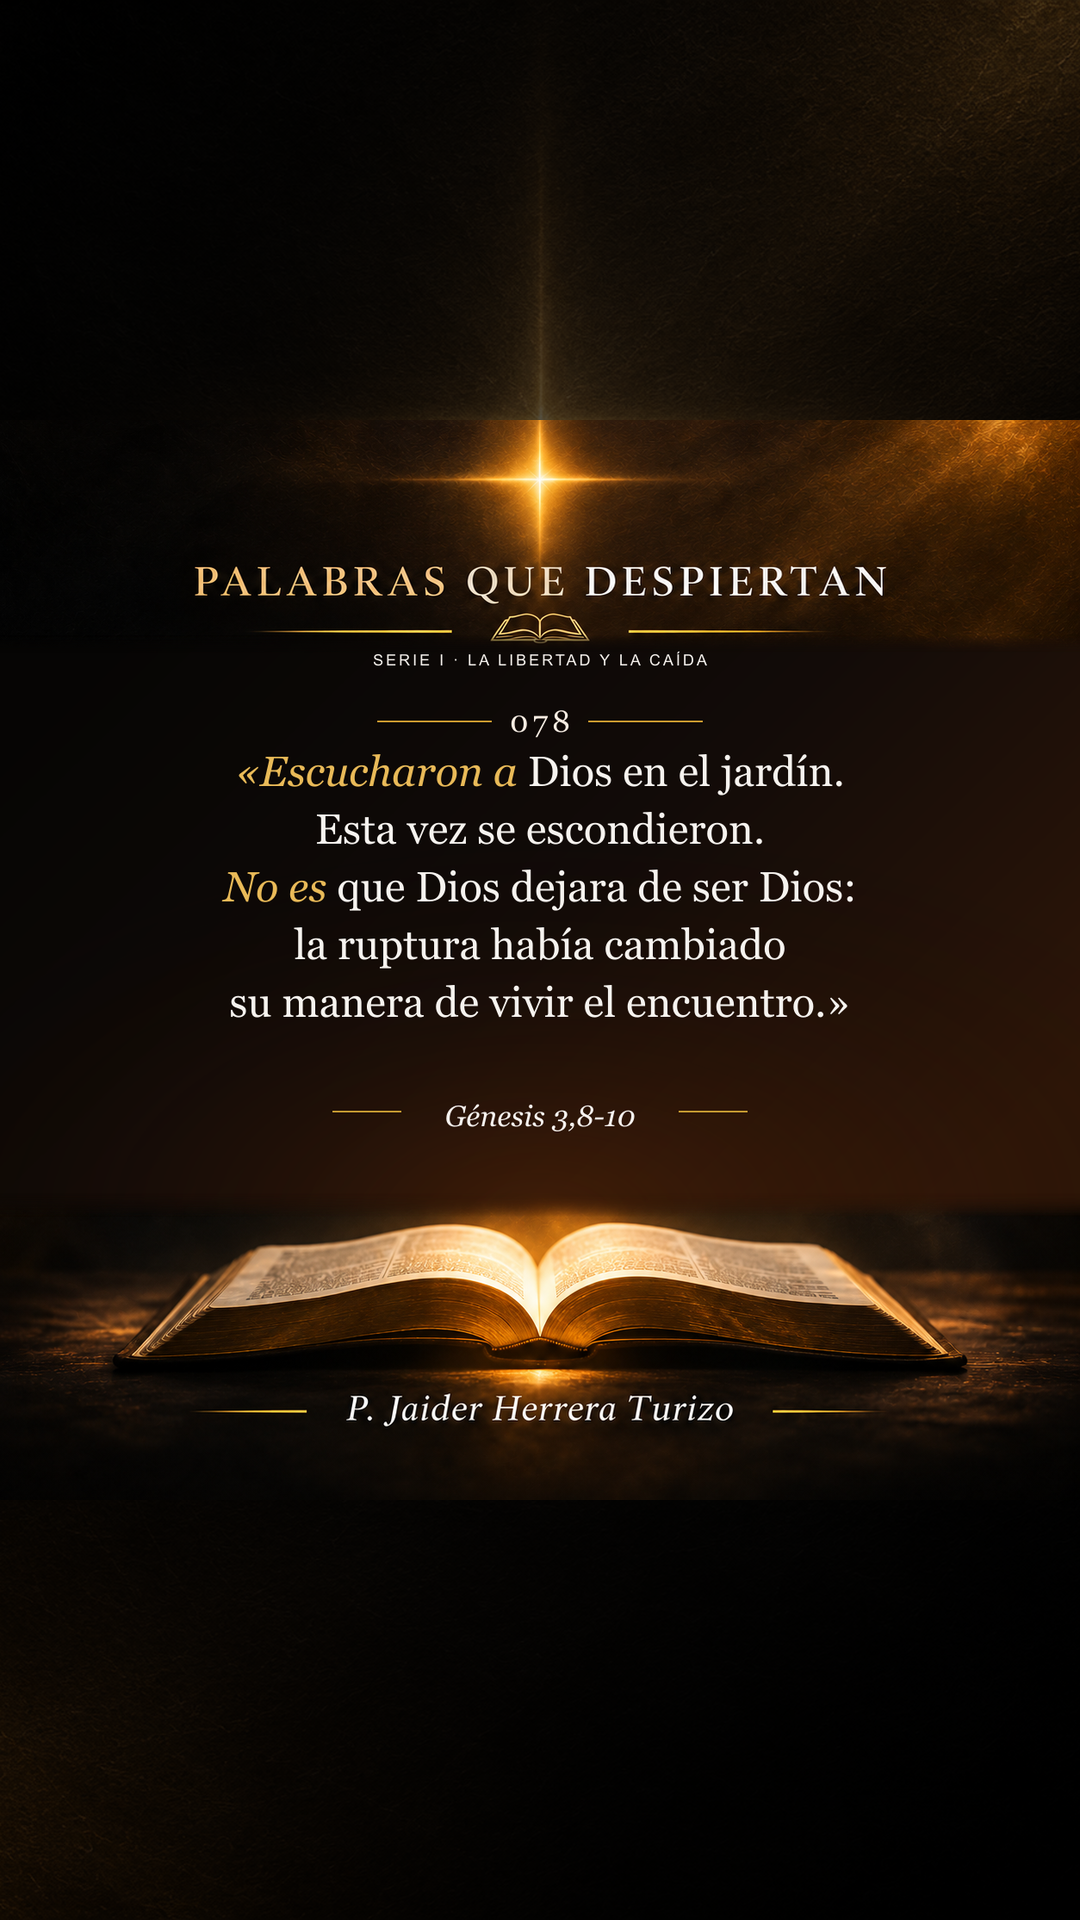 PALABRAS QUE DESPIERTAN
SERIE I · LA LIBERTAD Y LA CAÍDA
078
«Escucharon a Dios en el jardín.
Esta vez se escondieron.
No es que Dios dejara de ser Dios:
la ruptura había cambiado
su manera de vivir el encuentro.»
Génesis 3,8-10
P. Jaider Herrera Turizo